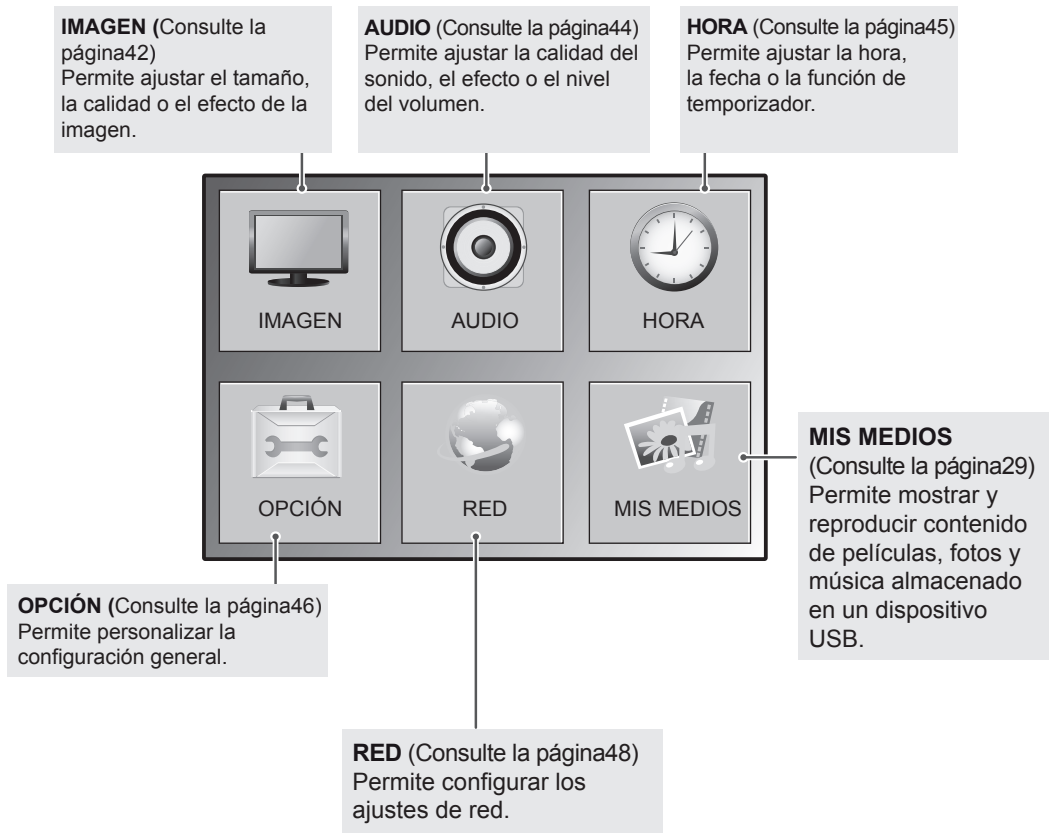 IMAGEN (Consulte la
página42)
Permite ajustar el tamaño,
la calidad o el efecto de la
imagen.
AUDIO (Consulte la página44)
Permite ajustar la calidad del
sonido, el efecto o el nivel
del volumen.
HORA (Consulte la página45)
Permite ajustar la hora,
la fecha o la función de
temporizador.
IMAGEN
AUDIO
HORA
OPCIÓN
RED
MIS MEDIOS
MIS MEDIOS
(Consulte la página29)
Permite mostrar y
reproducir contenido
de películas, fotos y
música almacenado
en un dispositivo
USB.
OPCIÓN (Consulte la página46)
Permite personalizar la
configuración general.
RED (Consulte la página48)
Permite configurar los
ajustes de red.